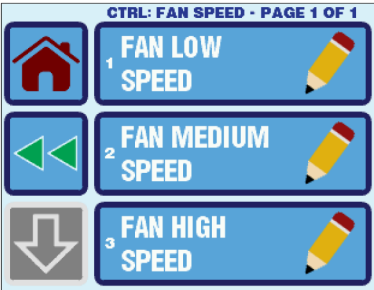 CTRL: FAN SPEED - PAGE 1 OF 1
1 FAN LOW
SPEED
2 FAN MEDIUM
SPEED
3 FAN HIGH
SPEED